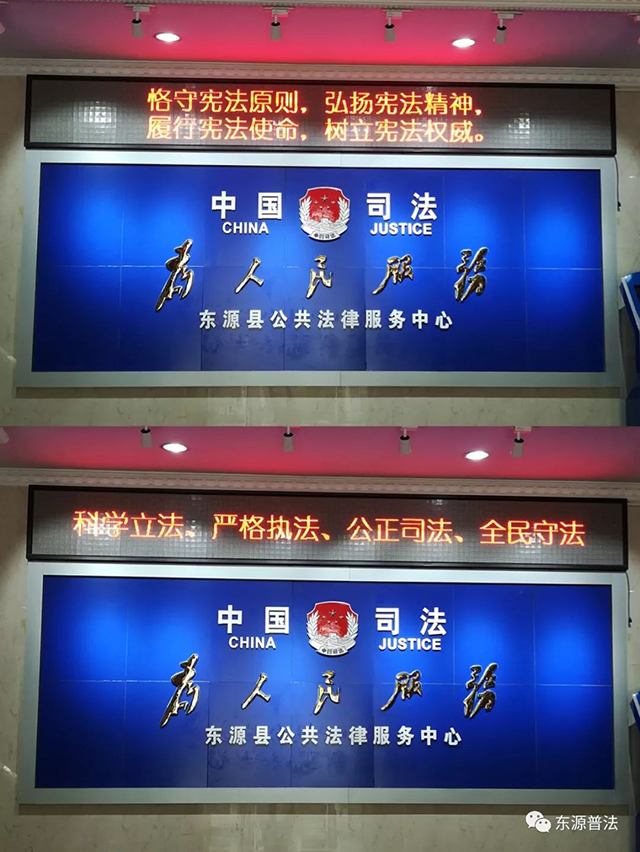 恪守宪法原则，弘扬宪法精神，
履行宪法使命，树立宪法权威。
中国 司法
CHINA JUSTICE
为人民服务
东源县公共法律服务中心
科学立法、严格执法、公正司法、全民守法
中国 司法
CHINA JUSTICE
为人民服务
东源县公共法律服务中心
东源普法